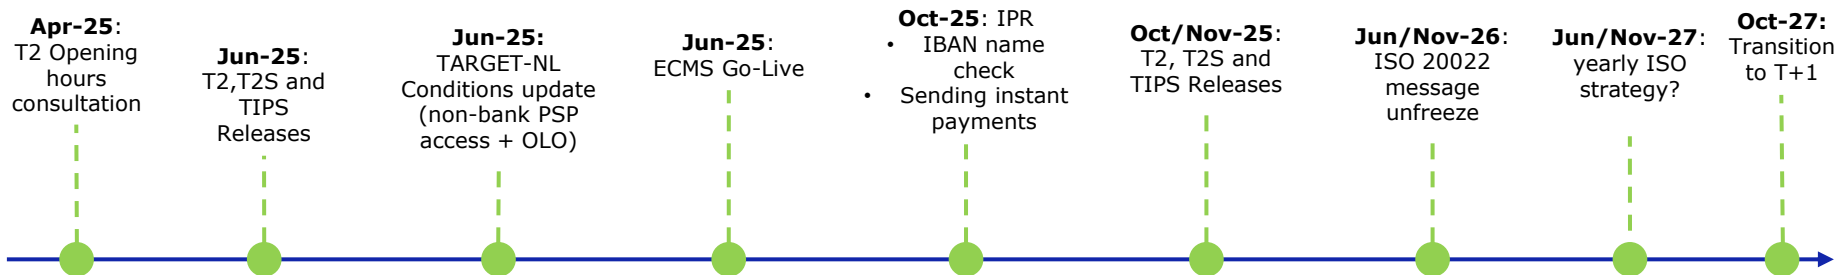 Apr-25:
T2 Opening
hours
consultation
Jun-25:
T2,T2S and
TIPS
Releases
Jun-25:
TARGET-NL
Conditions update
(non-bank PSP
access + OLO)
Jun-25:
ECMS Go-Live
Oct-25: IPR
• IBAN name
check
• Sending instant
payments
Oct/Nov-25:
T2, T2S and
TIPS Releases
Jun/Nov-26:
ISO 20022
message
unfreeze
Jun/Nov-27:
yearly ISO
strategy?
Oct-27:
Transition
to T+1